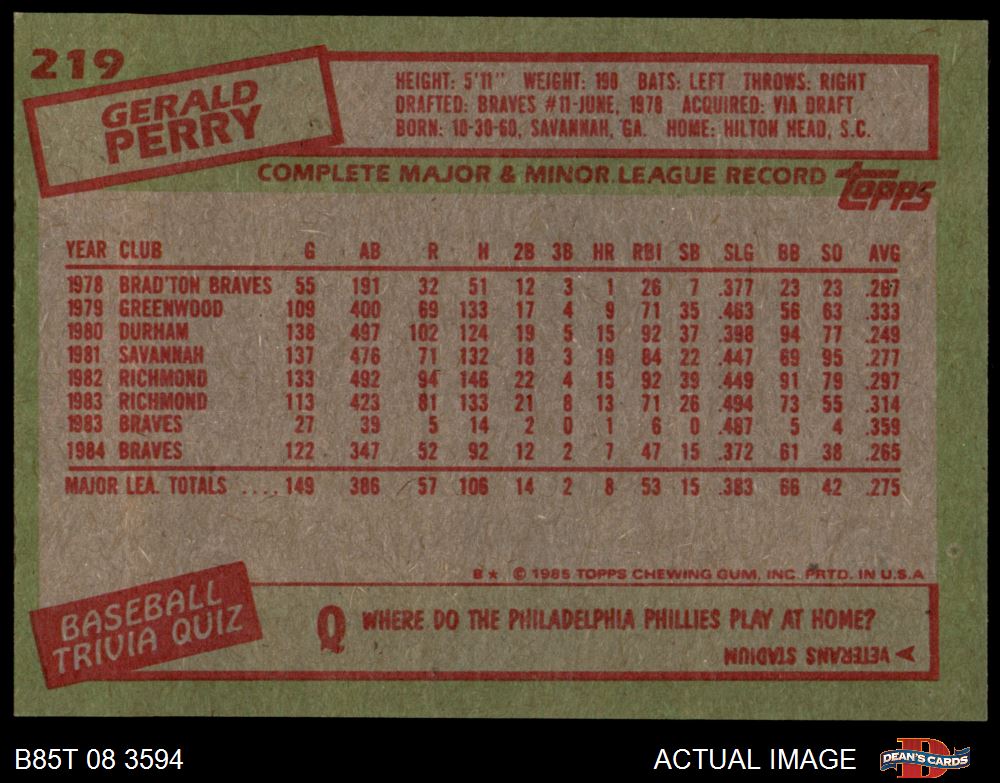 219
GERALD
PERRY
HEIGHT: 5'11" WEIGHT: 190 BATS: LEFT THROWS: RIGHT
DRAFTED: BRAVES #11-JUNE, 1978 ACQUIRED: VIA DRAFT
BORN: 10-30-60, SAVANNAH, GA. HOME: HILTON HEAD, S.C.
COMPLETE MAJOR & MINOR LEAGUE RECORD
topps
YEAR CLUB G AB R H 2B 3B HR RBI SB SLG BB SO AVG
1978 BRAD'TON BRAVES 55 191 32 51 12 3 1 26 7 .377 23 23 .267
1979 GREENWOOD 109 400 69 133 17 4 9 71 35 .463 56 63 .333
1980 DURHAM 138 497 102 124 19 5 15 92 37 .398 94 77 .249
1981 SAVANNAH 137 476 71 132 18 3 19 84 22 .447 69 95 .277
1982 RICHMOND 133 492 94 146 22 4 15 92 39 .449 91 79 .297
1983 RICHMOND 113 423 81 133 21 8 13 71 26 .494 73 55 .314
1983 BRAVES 27 39 5 14 2 0 1 6 0 .487 5 4 .359
1984 BRAVES 122 347 52 92 12 2 7 47 15 .372 61 38 .265
MAJOR LEA. TOTALS .... 149 386 57 106 14 2 8 53 15 .383 66 42 .275
B★ © 1985 TOPPS CHEWING GUM, INC. PRTD. IN U.S.A
BASEBALL
TRIVIA QUIZ
Q WHERE DO THE PHILADELPHIA PHILLIES PLAY AT HOME?
A VETERANS STADIUM
B85T 08 3594
ACTUAL IMAGE
D
DEAN'S CARDS